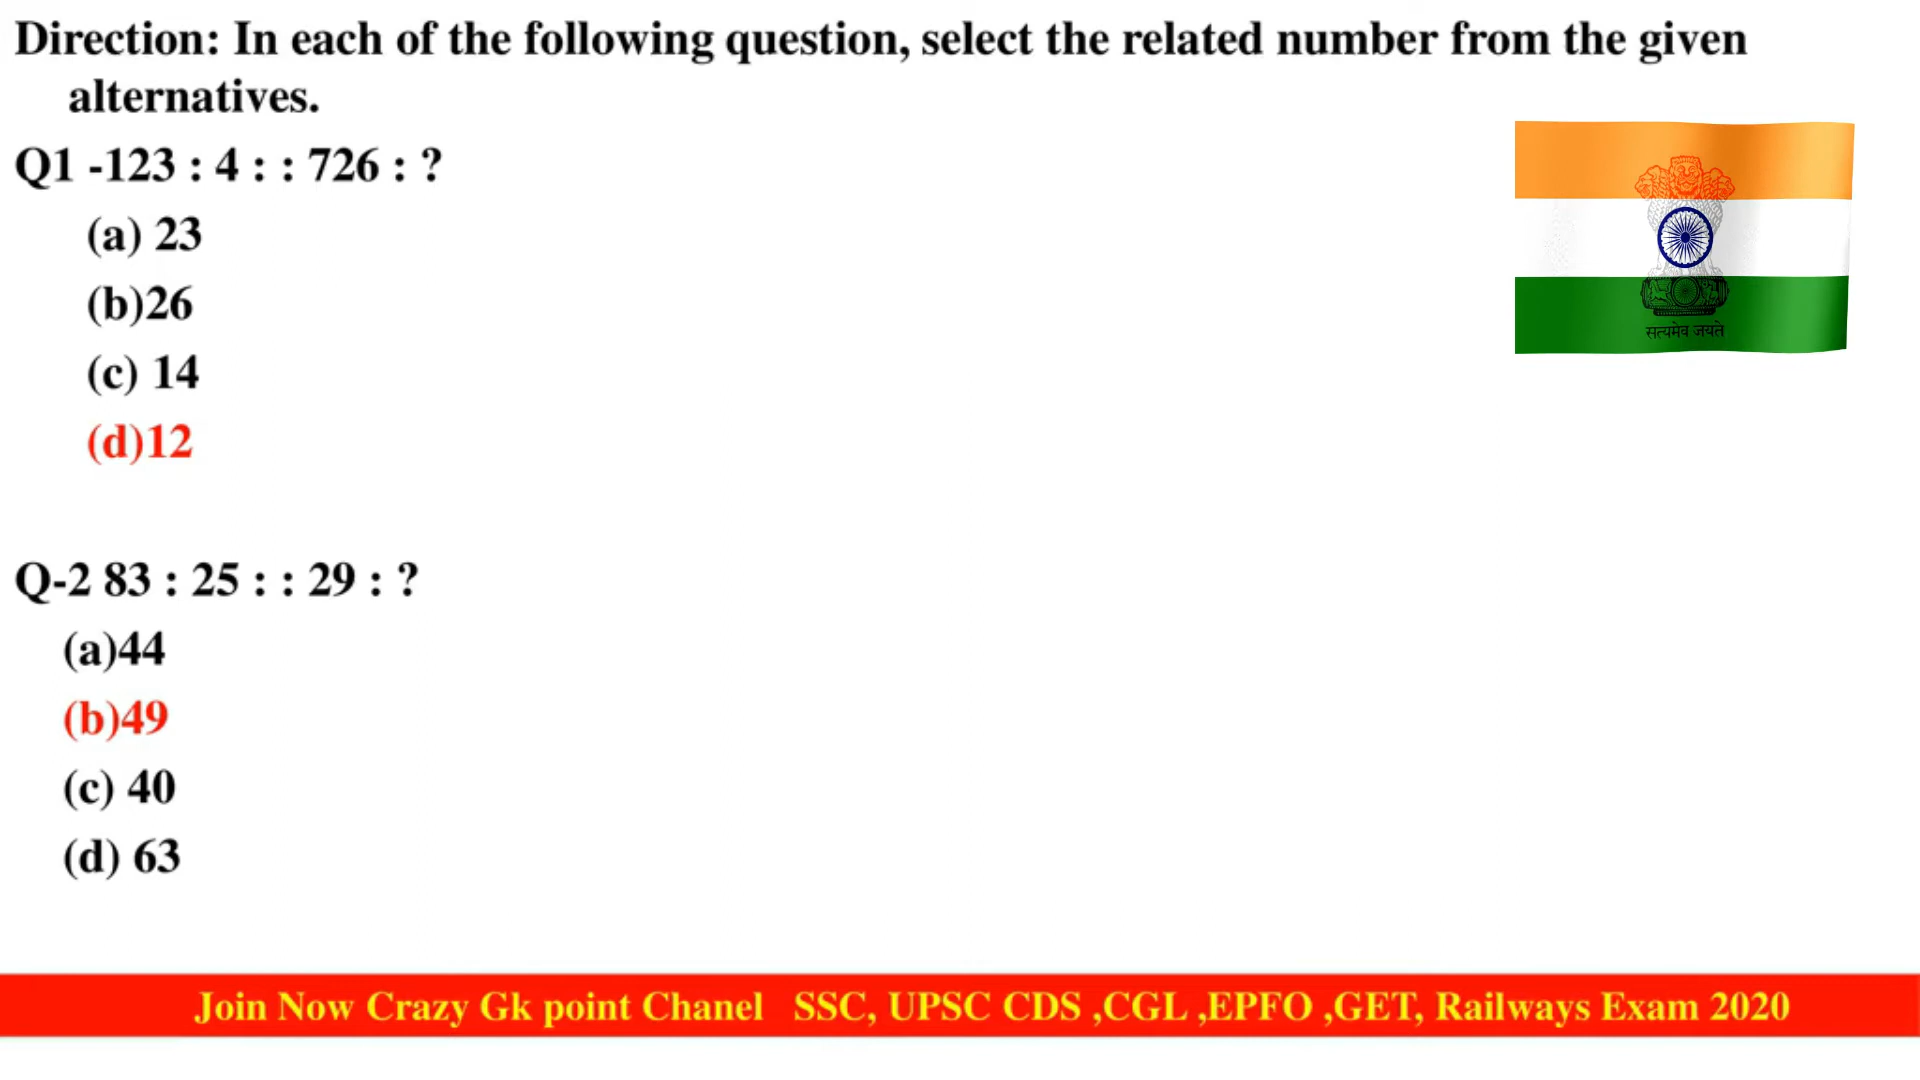 Direction: In each of the following question, select the related number from the given
alternatives.
Q1 -123 : 4 : : 726 : ?
(a) 23
(b)26
(c) 14
(d)12
सत्यमेव जयते
Q-2 83 : 25 : : 29 : ?
(a)44
(b)49
(c) 40
(d) 63
Join Now Crazy Gk point Chanel SSC, UPSC CDS ,CGL ,EPFO ,GET, Railways Exam 2020